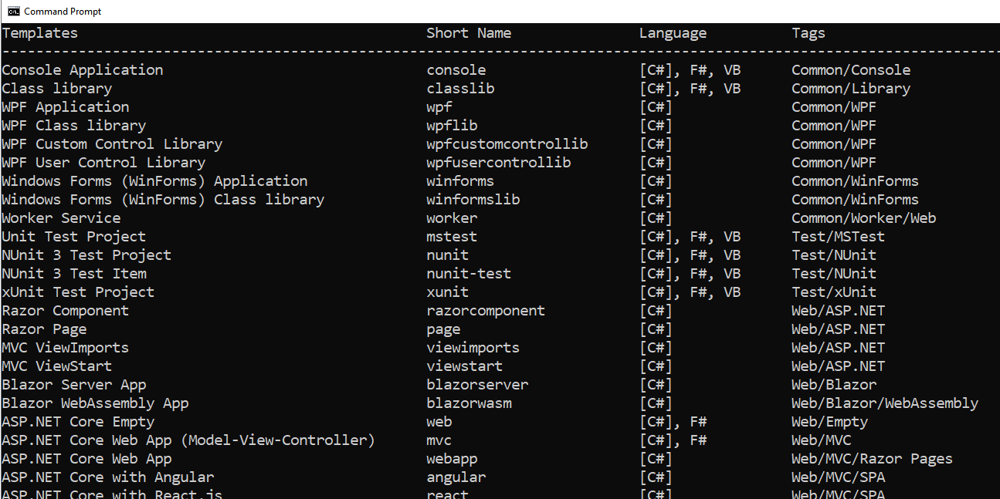 Command Prompt
Templates Short Name Language Tags
--------------------------------------------------------------------------------------------------------------------
Console Application console [C#], F#, VB Common/Console
Class library classlib [C#], F#, VB Common/Library
WPF Application wpf [C#] Common/WPF
WPF Class library wpflib [C#] Common/WPF
WPF Custom Control Library wpfcustomcontrollib [C#] Common/WPF
WPF User Control Library wpfusercontrollib [C#] Common/WPF
Windows Forms (WinForms) Application winforms [C#] Common/WinForms
Windows Forms (WinForms) Class library winformslib [C#] Common/WinForms
Worker Service worker [C#] Common/Worker/Web
Unit Test Project mstest [C#], F#, VB Test/MSTest
NUnit 3 Test Project nunit [C#], F#, VB Test/NUnit
NUnit 3 Test Item nunit-test [C#], F#, VB Test/NUnit
xUnit Test Project xunit [C#], F#, VB Test/xUnit
Razor Component razorcomponent [C#] Web/ASP.NET
Razor Page page [C#] Web/ASP.NET
MVC ViewImports viewimports [C#] Web/ASP.NET
MVC ViewStart viewstart [C#] Web/ASP.NET
Blazor Server App blazorserver [C#] Web/Blazor
Blazor WebAssembly App blazorwasm [C#] Web/Blazor/WebAssembly
ASP.NET Core Empty web [C#], F# Web/Empty
ASP.NET Core Web App (Model-View-Controller) mvc [C#], F# Web/MVC
ASP.NET Core Web App webapp [C#] Web/MVC/Razor Pages
ASP.NET Core with Angular angular [C#] Web/MVC/SPA
ASP.NET Core with React.js react [C#] Web/MVC/SPA